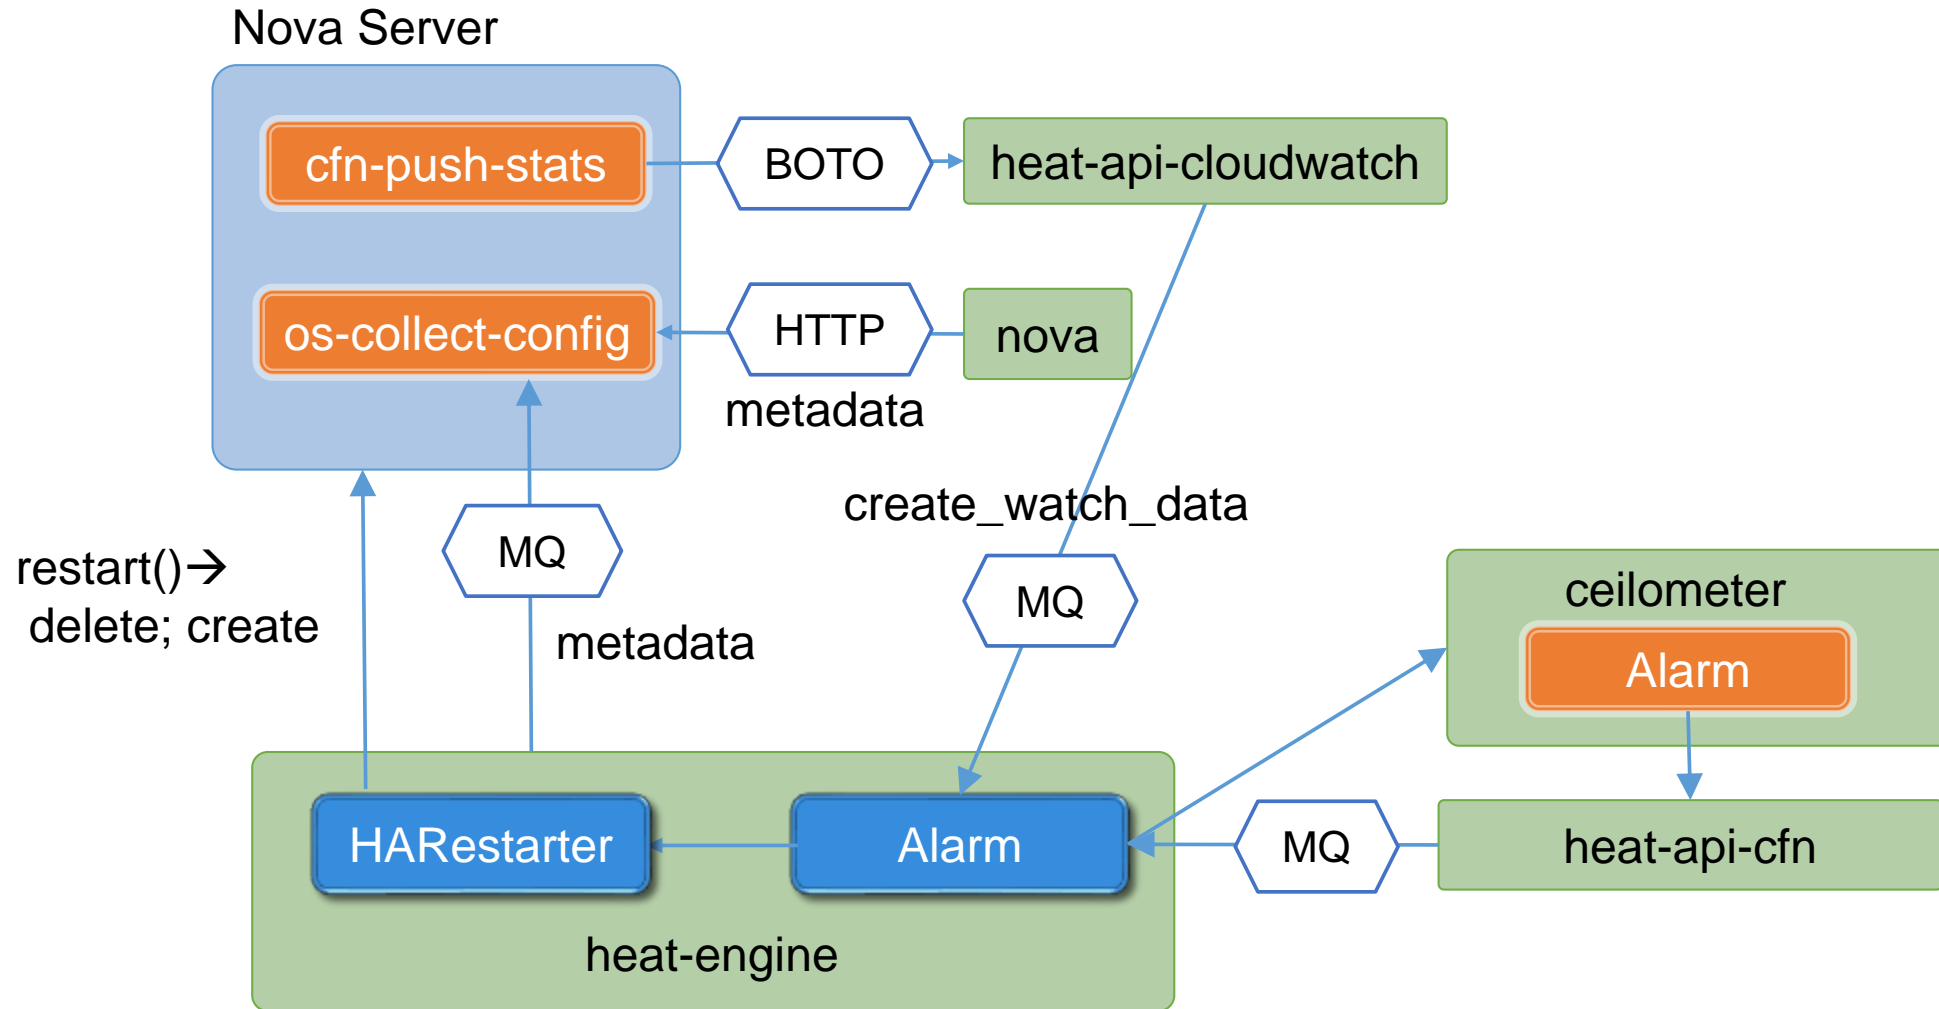 Nova Server
cfn-push-stats
BOTO
heat-api-cloudwatch
os-collect-config
HTTP
nova
metadata
create_watch_data
MQ
restart()→
delete; create
MQ
metadata
ceilometer
Alarm
HARestarter
Alarm
MQ
heat-api-cfn
heat-engine